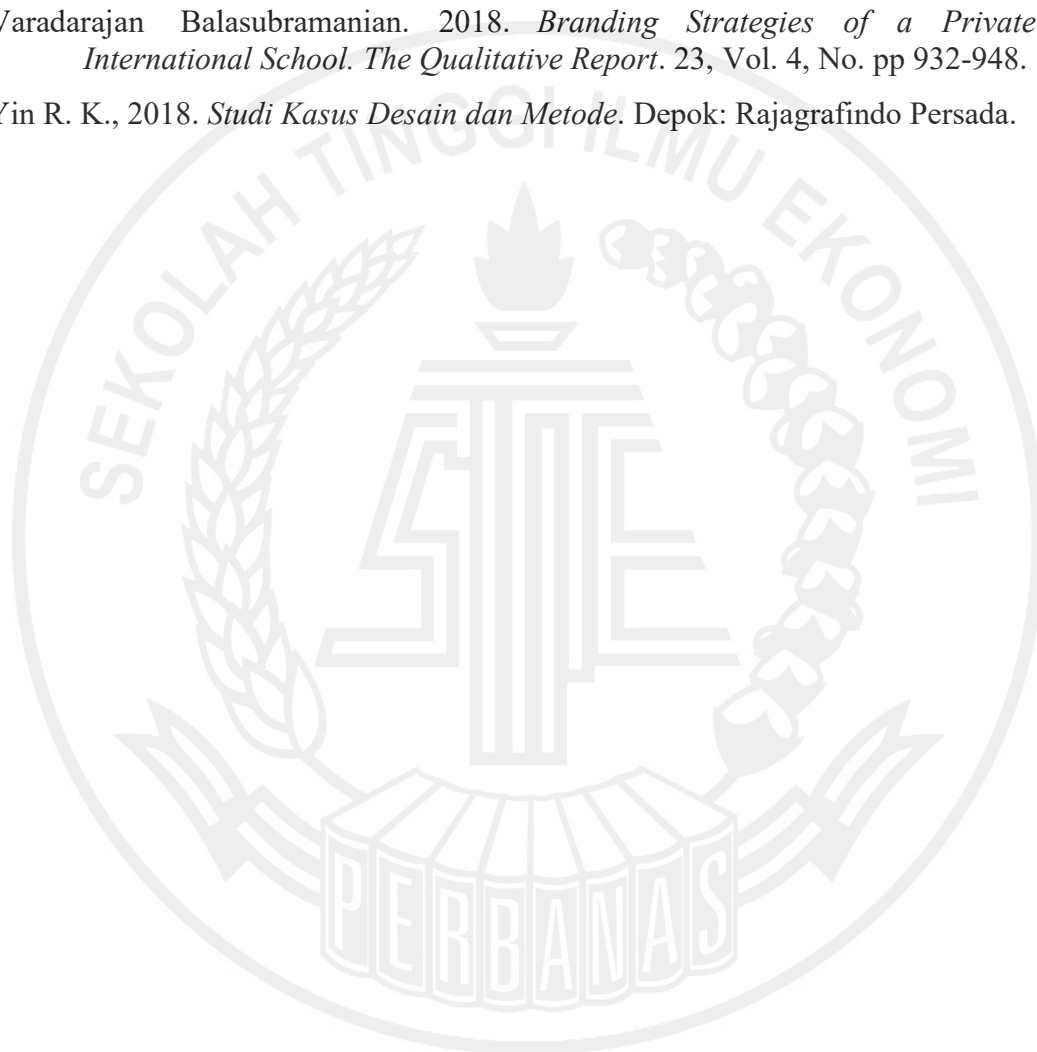 Varadarajan Balasubramanian. 2018. Branding Strategies of a Private
International School. The Qualitative Report. 23, Vol. 4, No. pp 932-948.
Yin R. K., 2018. Studi Kasus Desain dan Metode. Depok: Rajagrafindo Persada.
SEKOLAH TINGGI ILMU EKONOMI
STIE
PERBANAS